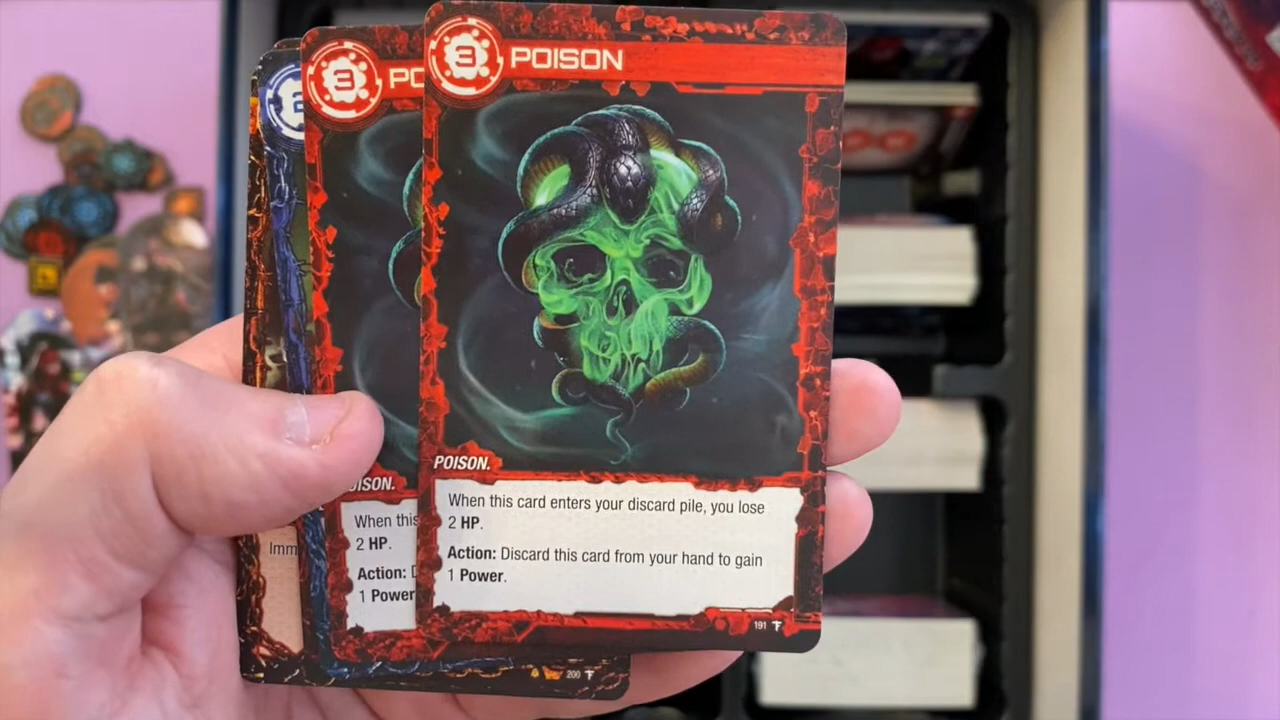 3 POISON
POISON.
When this card enters your discard pile, you lose
2 HP.
Action: Discard this card from your hand to gain
1 Power.
191
3 PO
ISON.
When this
2 HP.
Action:
1 Power
2
Imm
200